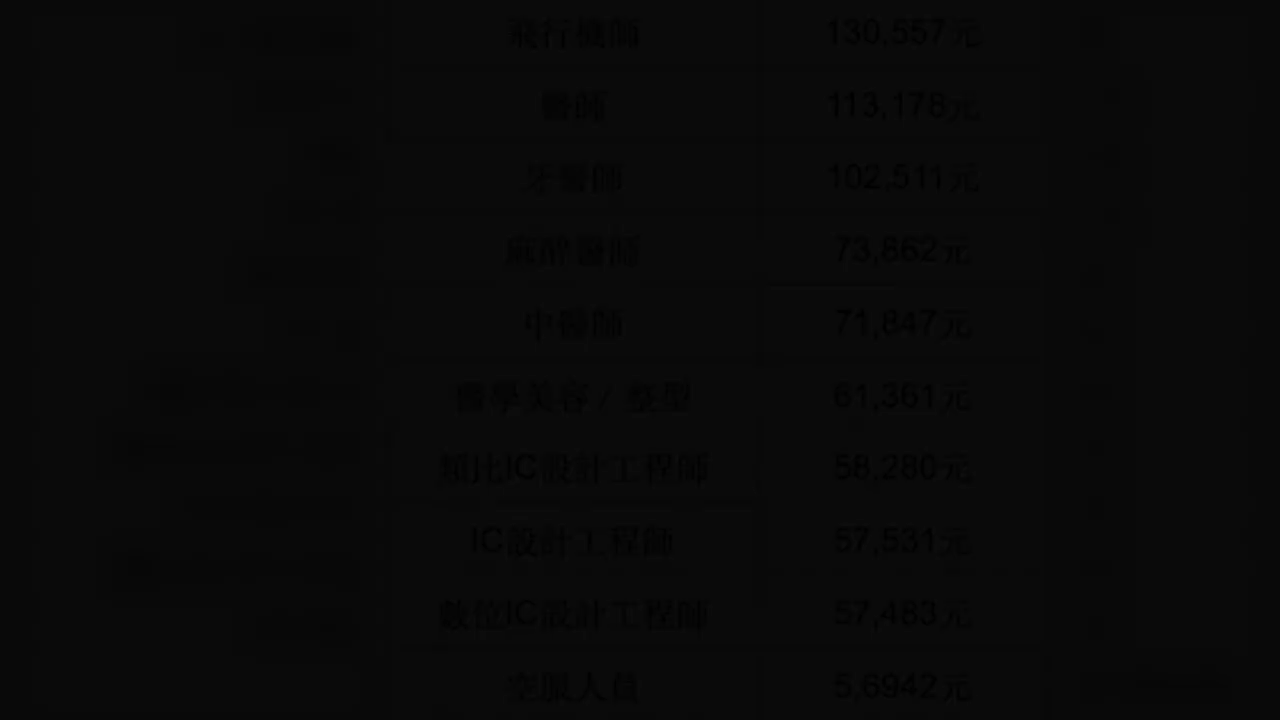 飛行機師 130,557元
醫師 113,178元
牙醫師 102,511元
麻醉醫師 73,862元
中醫師 71,847元
醫學美容 / 整型 61,361元
類比IC設計工程師 58,280元
IC設計工程師 57,531元
數位IC設計工程師 57,483元
空服人員 5,6942元